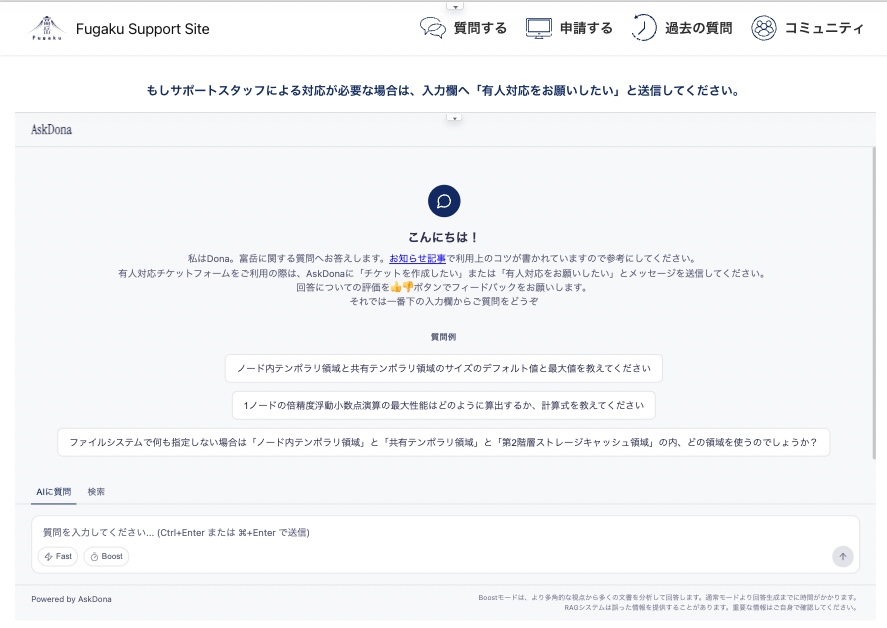 富岳
Fugaku
Fugaku Support Site
質問する
申請する
過去の質問
コミュニティ
もしサポートスタッフによる対応が必要な場合は、入力欄へ「有人対応をお願いしたい」と送信してください。
AskDona
こんにちは！
私はDona。富岳に関する質問へお答えします。お知らせ記事で利用上のコツが書かれていますので参考にしてください。
有人対応チケットフォームをご利用の際は、AskDonaに「チケットを作成したい」または「有人対応をお願いしたい」とメッセージを送信してください。
回答についての評価を👍👎ボタンでフィードバックをお願いします。
それでは一番下の入力欄からご質問をどうぞ
質問例
ノード内テンポラリ領域と共有テンポラリ領域のサイズのデフォルト値と最大値を教えてください
1ノードの倍精度浮動小数点演算の最大性能はどのように算出するか、計算式を教えてください
ファイルシステムで何も指定しない場合は「ノード内テンポラリ領域」と「共有テンポラリ領域」と「第2階層ストレージキャッシュ領域」の内、どの領域を使うのでしょうか？
AIに質問
検索
質問を入力してください... (Ctrl+Enter または ⌘+Enter で送信)
Fast
Boost
Powered by AskDona
Boostモードは、より多角的な視点から多くの文書を分析して回答します。通常モードより回答生成までに時間がかかります。
RAGシステムは誤った情報を提供することがあります。重要な情報はご自身で確認してください。